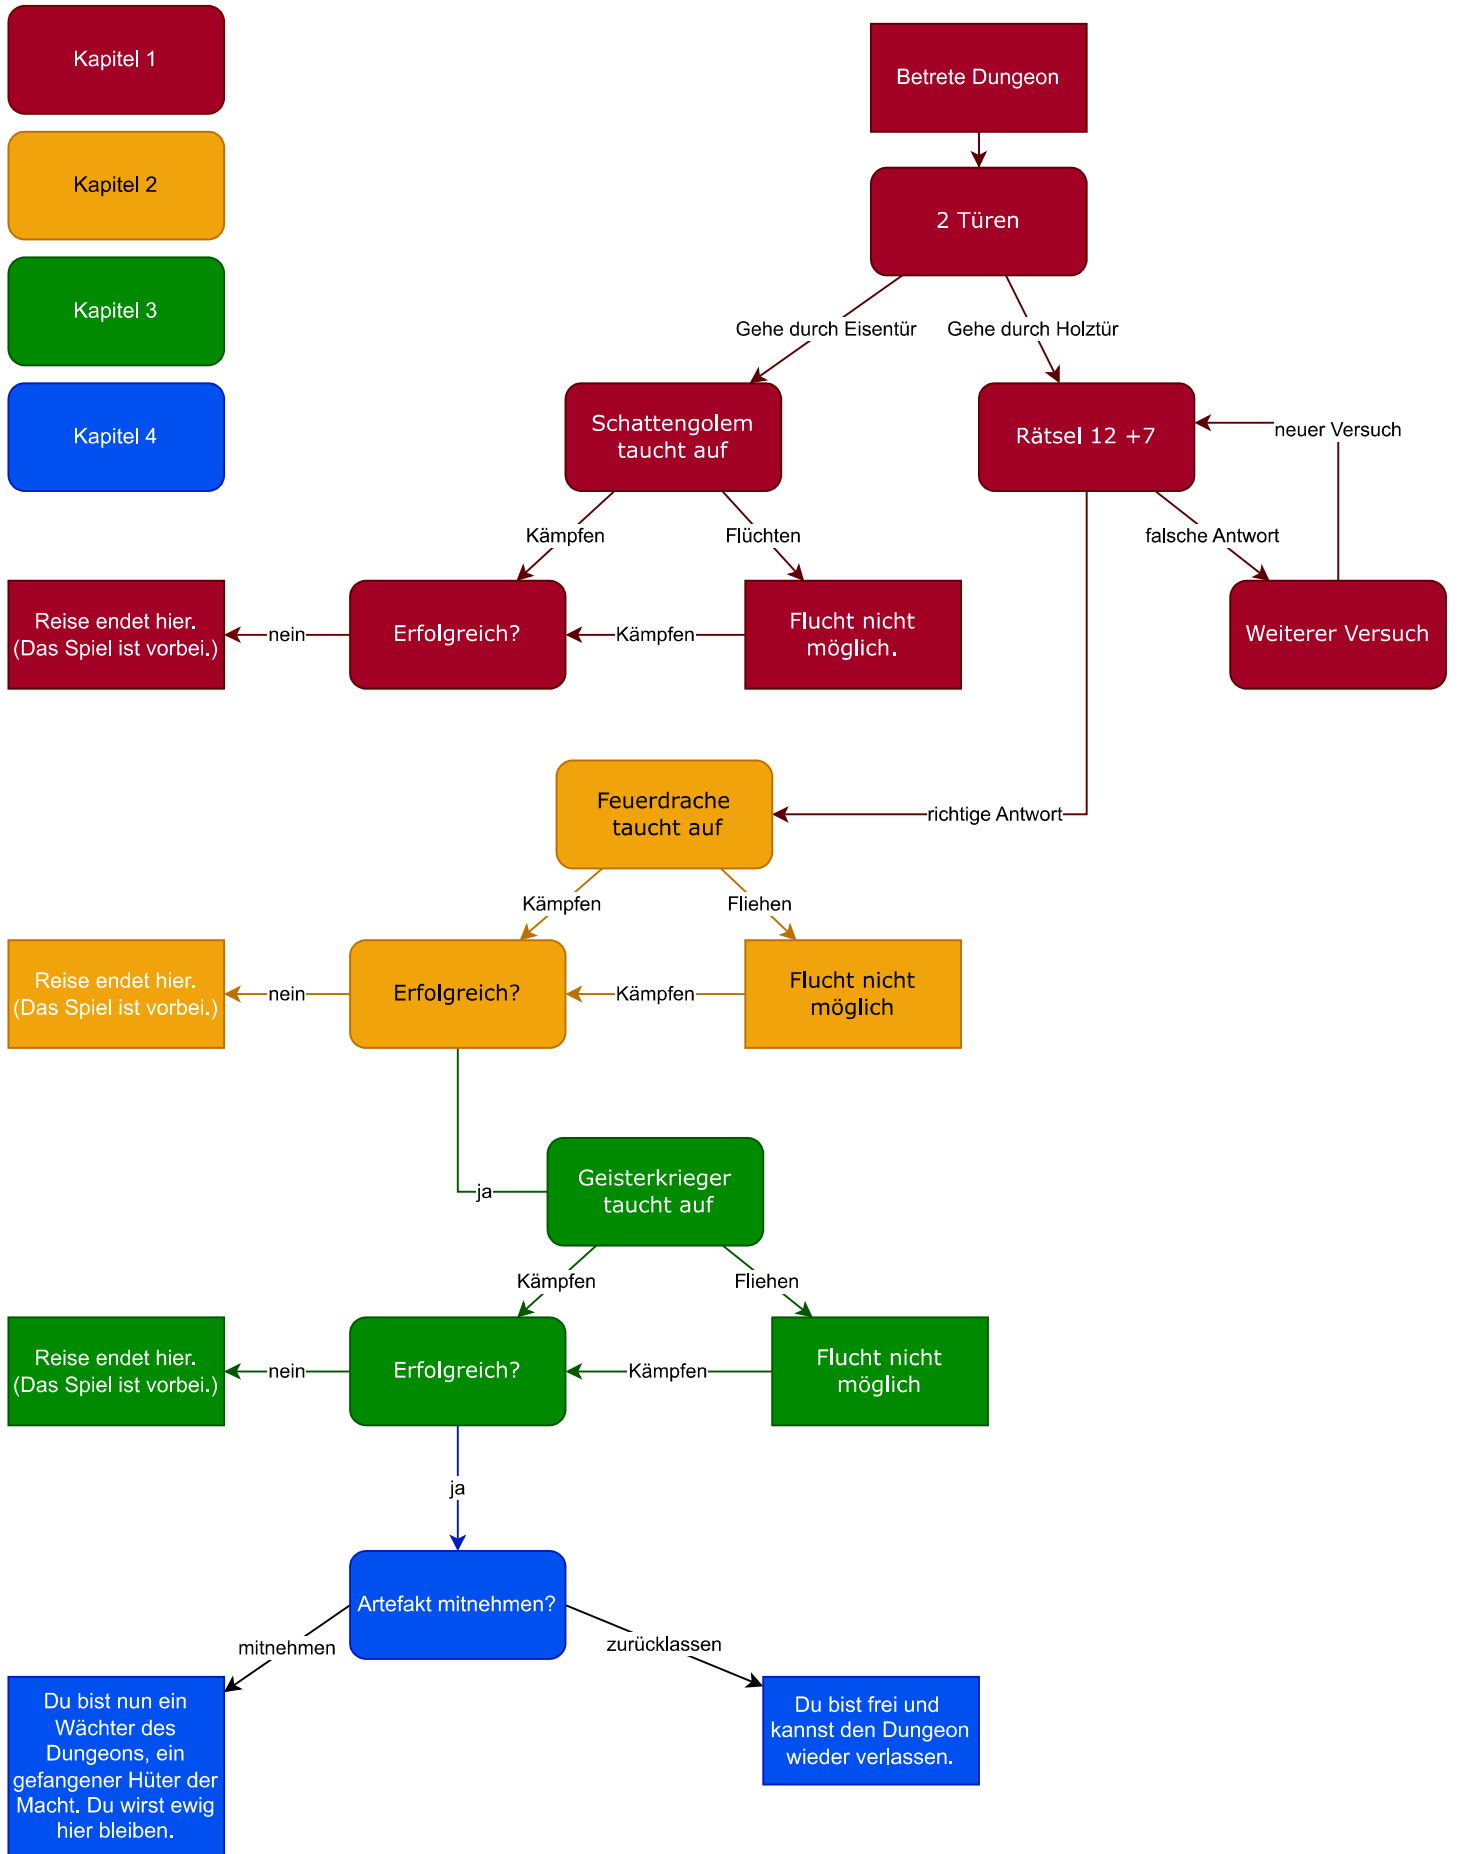 Kapitel 1
Kapitel 2
Kapitel 3
Kapitel 4
Betrete Dungeon
2 Türen
Gehe durch Eisentür
Gehe durch Holztür
Schattengolem
taucht auf
Rätsel 12 +7
neuer Versuch
Kämpfen
Flüchten
falsche Antwort
Reise endet hier.
(Das Spiel ist vorbei.)
nein
Erfolgreich?
Kämpfen
Flucht nicht
möglich.
Weiterer Versuch
Feuerdrache
taucht auf
richtige Antwort
Kämpfen
Fliehen
Reise endet hier.
(Das Spiel ist vorbei.)
nein
Erfolgreich?
Kämpfen
Flucht nicht
möglich
ja
Geisterkrieger
taucht auf
Kämpfen
Fliehen
Reise endet hier.
(Das Spiel ist vorbei.)
nein
Erfolgreich?
Kämpfen
Flucht nicht
möglich
ja
Artefakt mitnehmen?
mitnehmen
zurücklassen
Du bist nun ein
Wächter des
Dungeons, ein
gefangener Hüter der
Macht. Du wirst ewig
hier bleiben.
Du bist frei und
kannst den Dungeon
wieder verlassen.